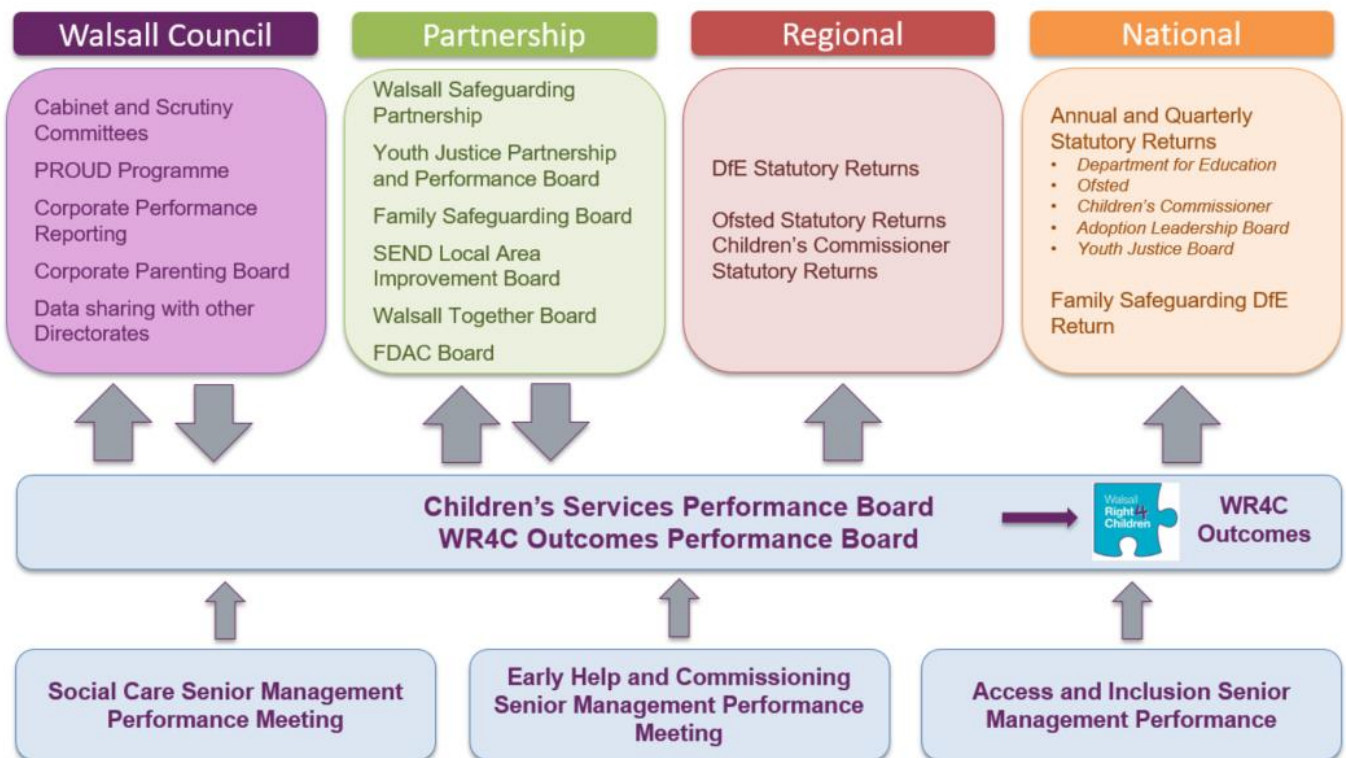 Walsall Council
Partnership
Regional
National
Cabinet and Scrutiny
Committees
PROUD Programme
Corporate Performance
Reporting
Corporate Parenting Board
Data sharing with other
Directorates
Walsall Safeguarding
Partnership
Youth Justice Partnership
and Performance Board
Family Safeguarding Board
SEND Local Area
Improvement Board
Walsall Together Board
FDAC Board
DfE Statutory Returns
Ofsted Statutory Returns
Children's Commissioner
Statutory Returns
Annual and Quarterly
Statutory Returns
• Department for Education
• Ofsted
• Children's Commissioner
• Adoption Leadership Board
• Youth Justice Board
Family Safeguarding DfE
Return
Children's Services Performance Board
WR4C Outcomes Performance Board
Walsall
Right 4
Children
WR4C
Outcomes
Social Care Senior Management
Performance Meeting
Early Help and Commissioning
Senior Management Performance
Meeting
Access and Inclusion Senior
Management Performance